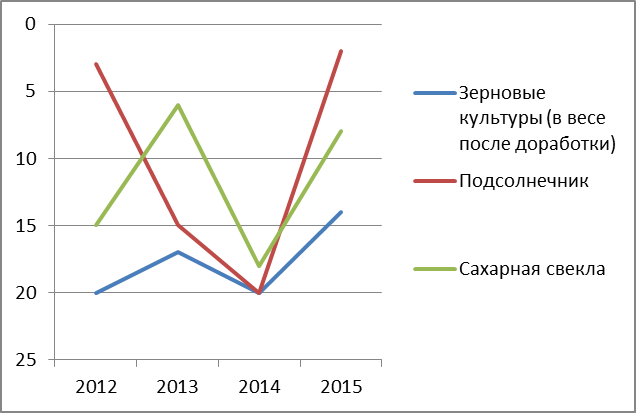 0
5
10
15
20
25
2012 2013 2014 2015
Зерновые
культуры (в весе
после доработки)
Подсолнечник
Сахарная свекла